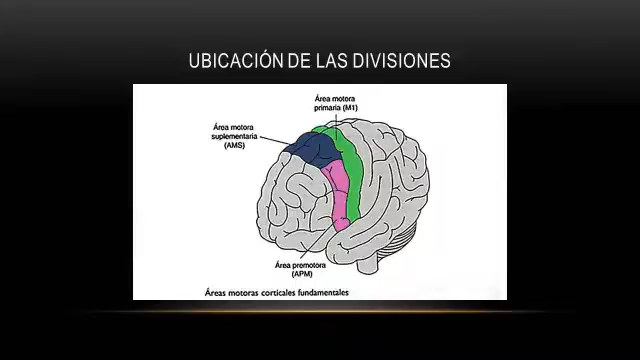 UBICACIÓN DE LAS DIVISIONES
Área motora
primaria (M1)
Área motora
suplementaria
(AMS)
Área premotora
(APM)
Áreas motoras corticales fundamentales